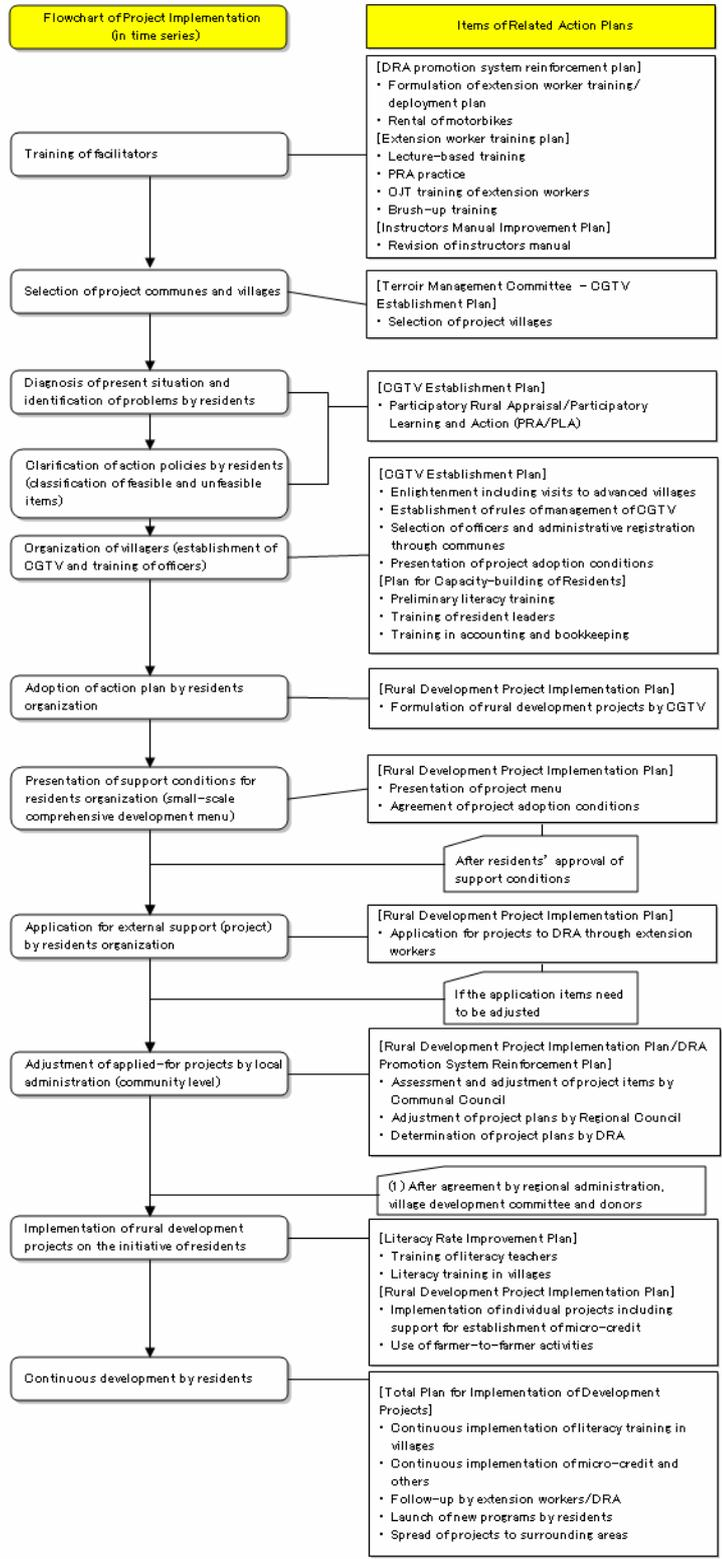 Flowchart of Project Implementation
(in time series)
Items of Related Action Plans
Training of facilitators
[DRA promotion system reinforcement plan]
・ Formulation of extension worker training/
deployment plan
・ Rental of motorbikes
[Extension worker training plan]
・ Lecture-based training
・ PRA practice
・ OJT training of extension workers
・ Brush-up training
[Instructors Manual Improvement Plan]
・ Revision of instructors manual
Selection of project communes and villages
[Terroir Management Committee - CGTV
Establishment Plan]
・ Selection of project villages
Diagnosis of present situation and
identification of problems by residents
[CGTV Establishment Plan]
・ Participatory Rural Appraisal/Participatory
Learning and Action (PRA/PLA)
Clarification of action policies by residents
(classification of feasible and unfeasible
items)
Organization of villagers (establishment of
CGTV and training of officers)
[CGTV Establishment Plan]
・ Enlightenment including visits to advanced villages
・ Establishment of rules of management of CGTV
・ Selection of officers and administrative registration
through communes
・ Presentation of project adoption conditions
[Plan for Capacity-building of Residents]
・ Preliminary literacy training
・ Training of resident leaders
・ Training in accounting and bookkeeping
Adoption of action plan by residents
organization
[Rural Development Project Implementation Plan]
・ Formulation of rural development projects by CGTV
Presentation of support conditions for
residents organization (small-scale
comprehensive development menu)
[Rural Development Project Implementation Plan]
・ Presentation of project menu
・ Agreement of project adoption conditions
After residents' approval of
support conditions
Application for external support (project)
by residents organization
[Rural Development Project Implementation Plan]
・ Application for projects to DRA through extension
workers
If the application items need
to be adjusted
Adjustment of applied-for projects by local
administration (community level)
[Rural Development Project Implementation Plan/DRA
Promotion System Reinforcement Plan]
・ Assessment and adjustment of project items by
Communal Council
・ Adjustment of project plans by Regional Council
・ Determination of project plans by DRA
(1) After agreement by regional administration,
village development committee and donors
Implementation of rural development
projects on the initiative of residents
[Literacy Rate Improvement Plan]
・ Training of literacy teachers
・ Literacy training in villages
[Rural Development Project Implementation Plan]
・ Implementation of individual projects including
support for establishment of micro-credit
・ Use of farmer-to-farmer activities
Continuous development by residents
[Total Plan for Implementation of Development
Projects]
・ Continuous implementation of literacy training in
villages
・ Continuous implementation of micro-credit and
others
・ Follow-up by extension workers/DRA
・ Launch of new programs by residents
・ Spread of projects to surrounding areas